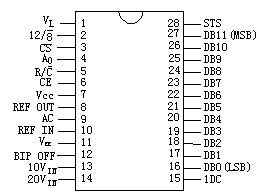 V_L 1 28 STS
12/8̅ 2 27 DB11 (MSB)
C̅S̅ 3 26 DB10
A₀ 4 25 DB9
R/C̅ 5 24 DB8
CE 6 23 DB7
Vcc 7 22 DB6
REF OUT 8 21 DB5
AC 9 20 DB4
REF IN 10 19 DB3
V_EE 11 18 DB2
BIP OFF 12 17 DB1
10V_IN 13 16 DB0 (LSB)
20V_IN 14 15 1DC